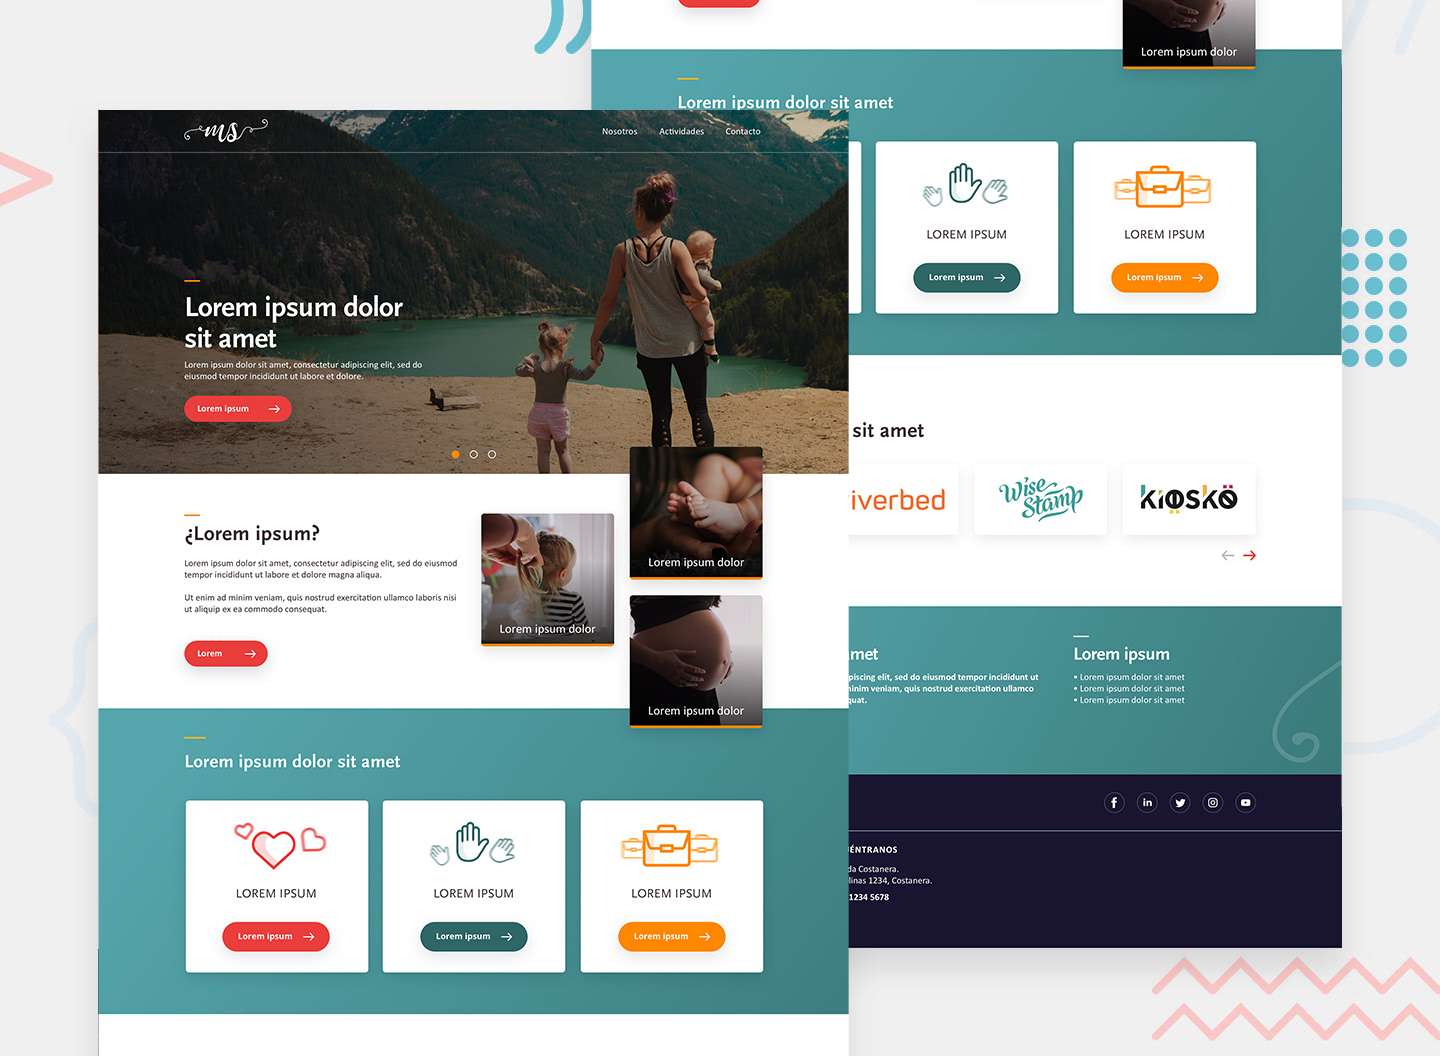 ms
Nosotros
Actividades
Contacto
Lorem ipsum dolor
sit amet
Lorem ipsum dolor sit amet, consectetur adipiscing elit, sed do
eiusmod tempor incididunt ut labore et dolore.
Lorem ipsum
¿Lorem ipsum?
Lorem ipsum dolor sit amet, consectetur adipiscing elit, sed do eiusmod
tempor incididunt ut labore et dolore magna aliqua.
Ut enim ad minim veniam, quis nostrud exercitation ullamco laboris nisi
ut aliquip ex ea commodo consequat.
Lorem
Lorem ipsum dolor
Lorem ipsum dolor
Lorem ipsum dolor
Lorem ipsum dolor sit amet
LOREM IPSUM
Lorem ipsum
LOREM IPSUM
Lorem ipsum
LOREM IPSUM
Lorem ipsum
Lorem ipsum dolor
Lorem ipsum dolor sit amet
LOREM IPSUM
Lorem ipsum
LOREM IPSUM
Lorem ipsum
sit amet
iverbed
Wise
Stamp
kioskö
met
piscing elit, sed do eiusmod tempor incididunt ut
minim veniam, quis nostrud exercitation ullamco
quat.
Lorem ipsum
• Lorem ipsum dolor sit amet
• Lorem ipsum dolor sit amet
• Lorem ipsum dolor sit amet
UÉNTRANOS
da Costanera.
linas 1234, Costanera.
1234 5678